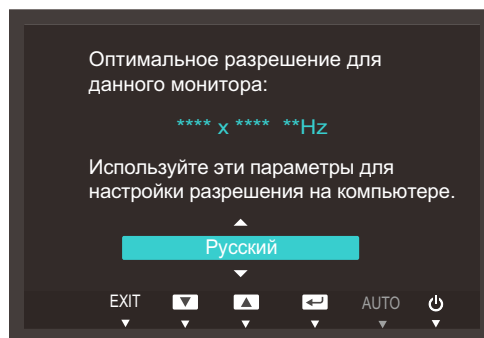 Оптимальное разрешение для
данного монитора:
**** x **** **Hz
Используйте эти параметры для
настройки разрешения на компьютере.
Русский
EXIT AUTO